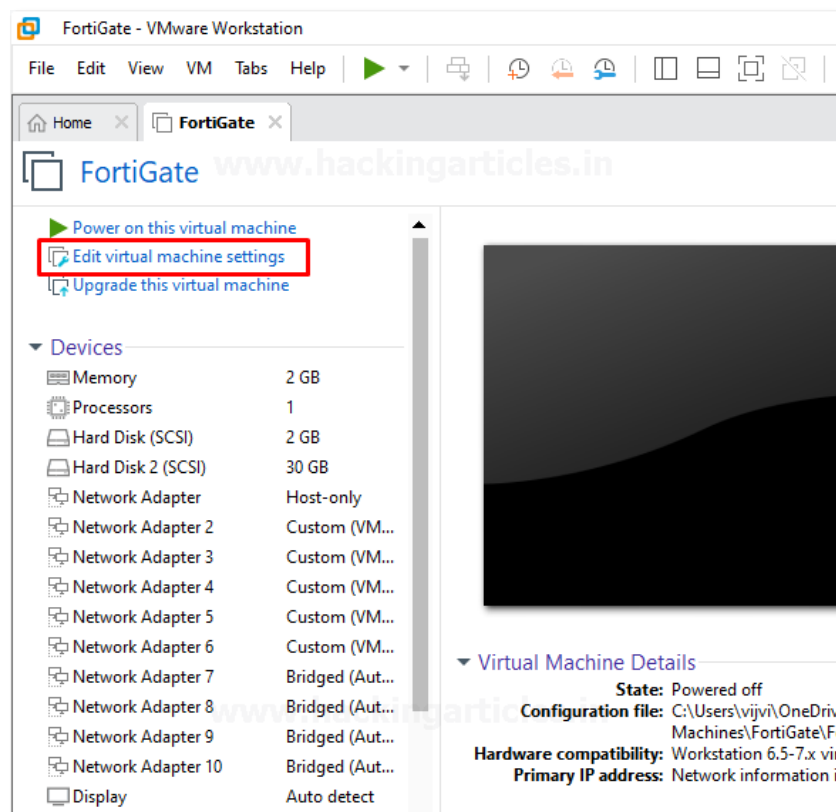 FortiGate - VMware Workstation
File Edit View VM Tabs Help
Home FortiGate
www.hackingarticles.in
FortiGate
Power on this virtual machine
Edit virtual machine settings
Upgrade this virtual machine
Devices
Memory 2 GB
Processors 1
Hard Disk (SCSI) 2 GB
Hard Disk 2 (SCSI) 30 GB
Network Adapter Host-only
Network Adapter 2 Custom (VM...
Network Adapter 3 Custom (VM...
Network Adapter 4 Custom (VM...
Network Adapter 5 Custom (VM...
Network Adapter 6 Custom (VM...
Network Adapter 7 Bridged (Aut...
Network Adapter 8 Bridged (Aut...
Network Adapter 9 Bridged (Aut...
Network Adapter 10 Bridged (Aut...
Display Auto detect
www.hackingarticles.in
Virtual Machine Details
State: Powered off
Configuration file: C:\Users\vijvi\OneDriv
Machines\FortiGate\F
Hardware compatibility: Workstation 6.5-7.x vi
Primary IP address: Network information i